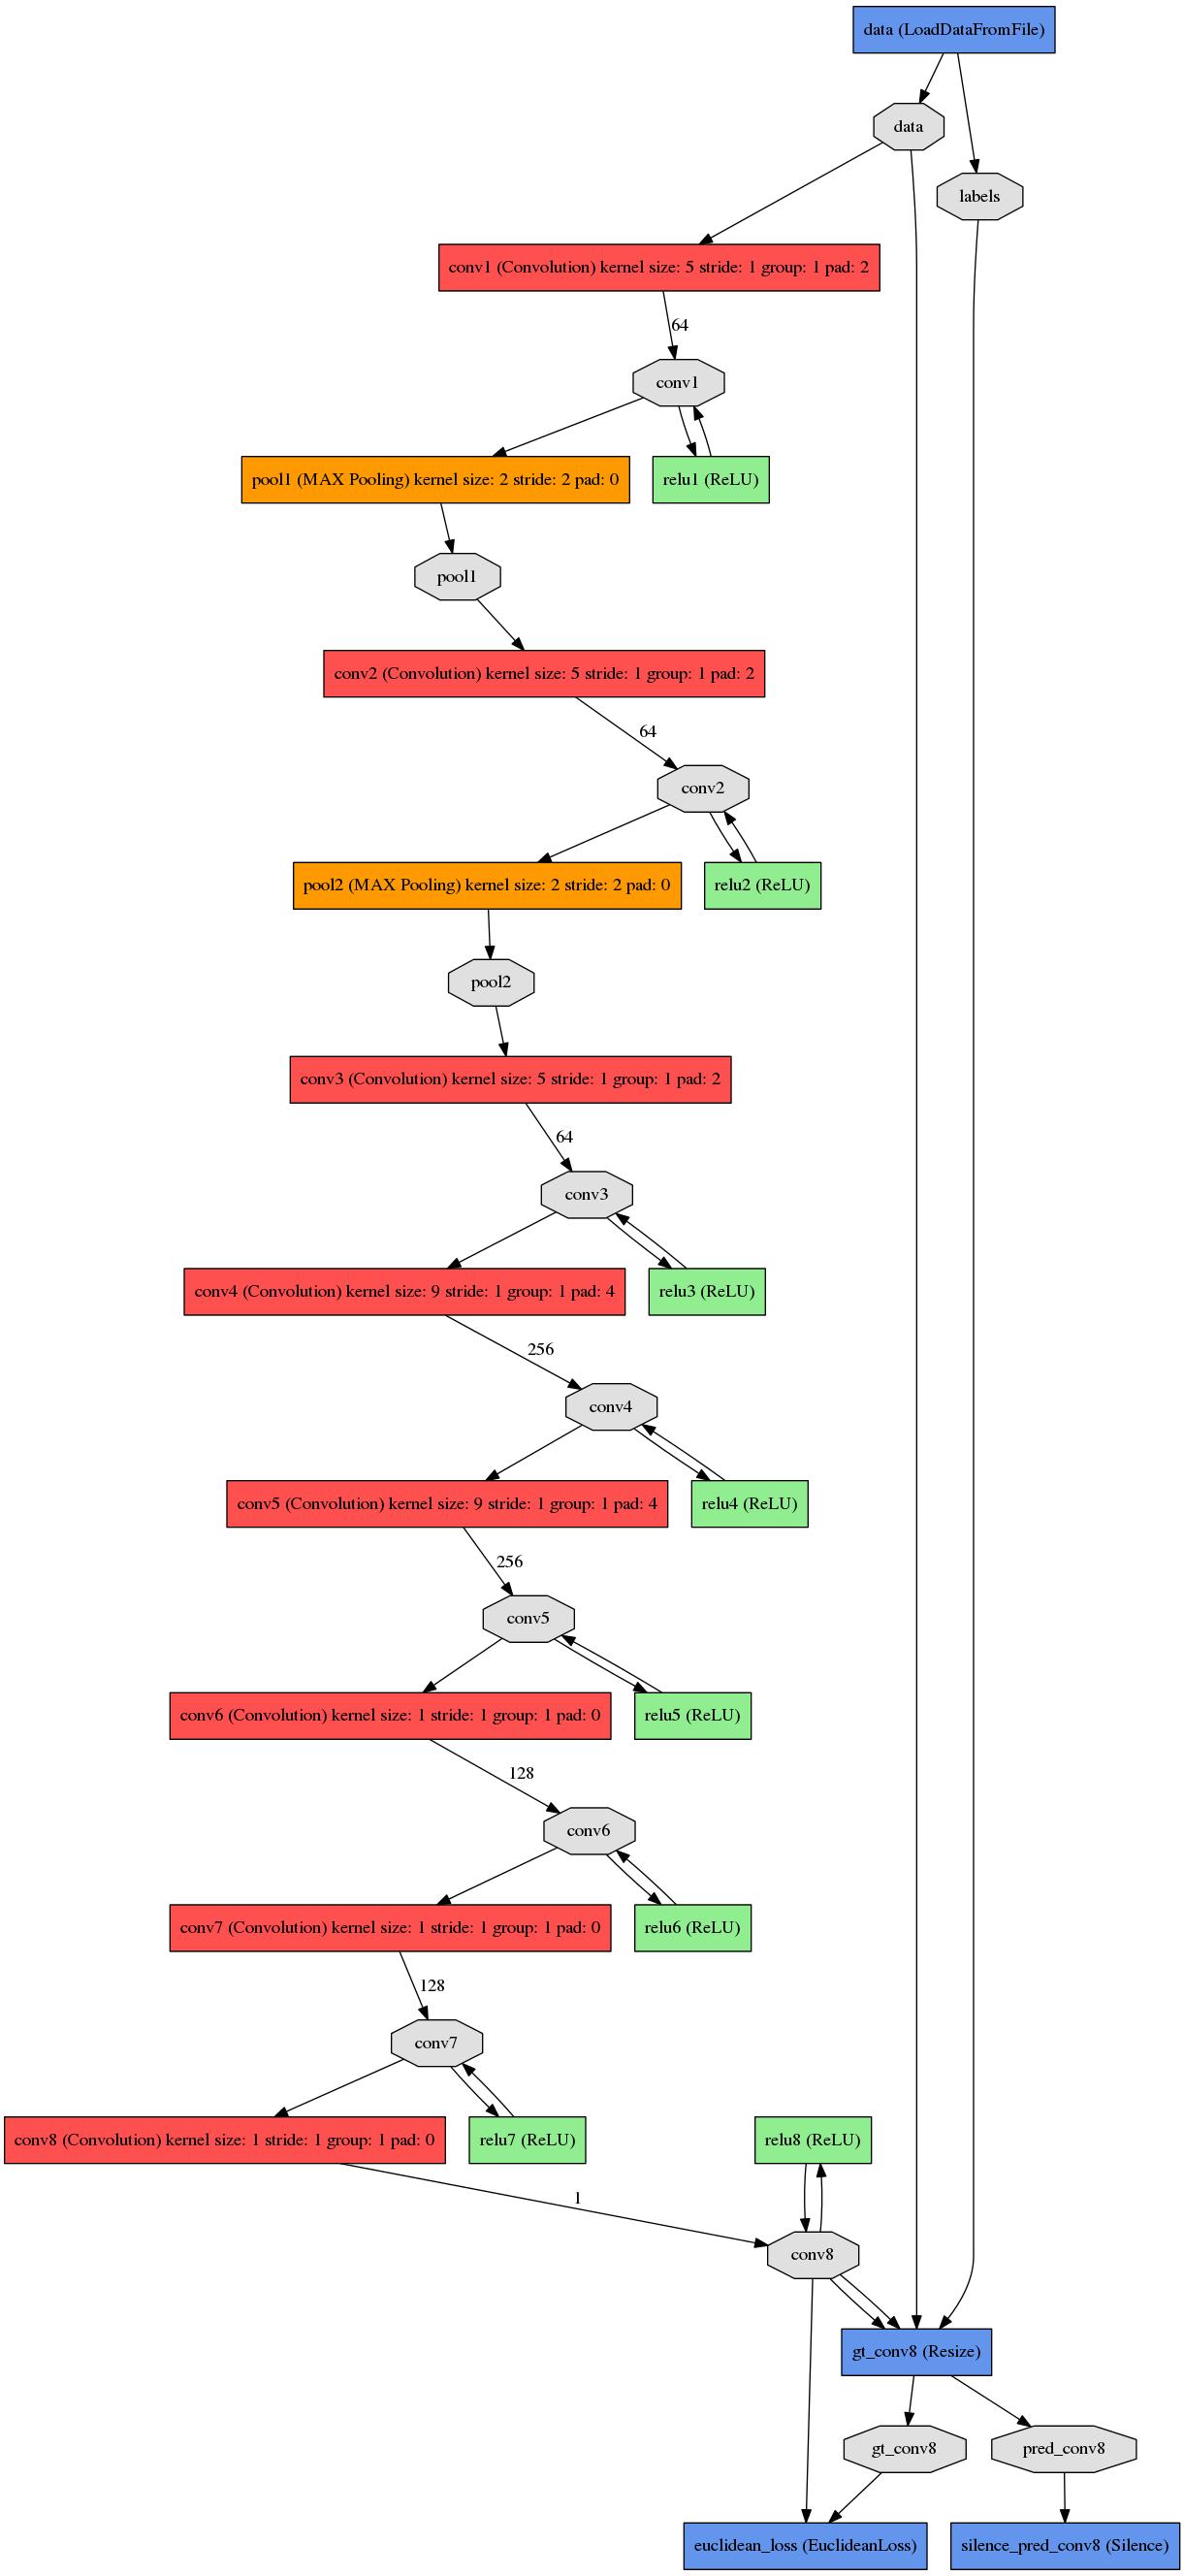 data (LoadDataFromFile)
data
labels
conv1 (Convolution) kernel size: 5 stride: 1 group: 1 pad: 2
64
conv1
pool1 (MAX Pooling) kernel size: 2 stride: 2 pad: 0
relu1 (ReLU)
pool1
conv2 (Convolution) kernel size: 5 stride: 1 group: 1 pad: 2
64
conv2
pool2 (MAX Pooling) kernel size: 2 stride: 2 pad: 0
relu2 (ReLU)
pool2
conv3 (Convolution) kernel size: 5 stride: 1 group: 1 pad: 2
64
conv3
conv4 (Convolution) kernel size: 9 stride: 1 group: 1 pad: 4
relu3 (ReLU)
256
conv4
conv5 (Convolution) kernel size: 9 stride: 1 group: 1 pad: 4
relu4 (ReLU)
256
conv5
conv6 (Convolution) kernel size: 1 stride: 1 group: 1 pad: 0
relu5 (ReLU)
128
conv6
conv7 (Convolution) kernel size: 1 stride: 1 group: 1 pad: 0
relu6 (ReLU)
128
conv7
conv8 (Convolution) kernel size: 1 stride: 1 group: 1 pad: 0
relu7 (ReLU)
relu8 (ReLU)
1
conv8
gt_conv8 (Resize)
gt_conv8
pred_conv8
euclidean_loss (EuclideanLoss)
silence_pred_conv8 (Silence)